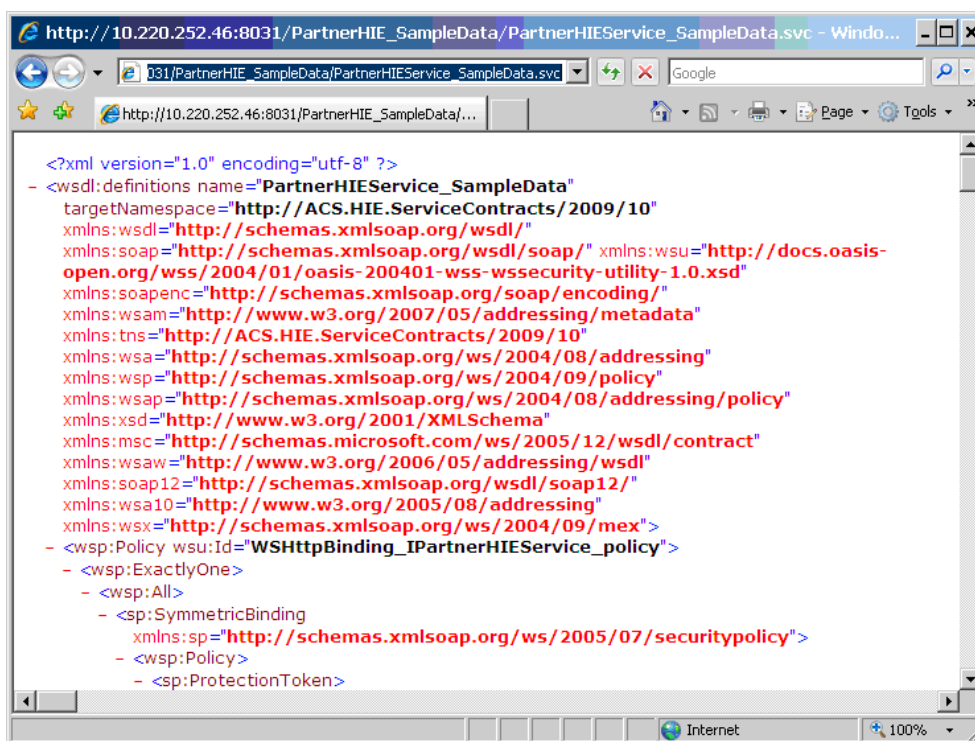 http://10.220.252.46:8031/PartnerHIE_SampleData/PartnerHIEService_SampleData.svc - Windo...
031/PartnerHIE_SampleData/PartnerHIEService_SampleData.svc
Google
http://10.220.252.46:8031/PartnerHIE_SampleData/...
Page
Tools
<?xml version="1.0" encoding="utf-8" ?>
- <wsdl:definitions name="PartnerHIEService_SampleData"
targetNamespace="http://ACS.HIE.ServiceContracts/2009/10"
xmlns:wsdl="http://schemas.xmlsoap.org/wsdl/"
xmlns:soap="http://schemas.xmlsoap.org/wsdl/soap/" xmlns:wsu="http://docs.oasis-
open.org/wss/2004/01/oasis-200401-wss-wssecurity-utility-1.0.xsd"
xmlns:soapenc="http://schemas.xmlsoap.org/soap/encoding/"
xmlns:wsam="http://www.w3.org/2007/05/addressing/metadata"
xmlns:tns="http://ACS.HIE.ServiceContracts/2009/10"
xmlns:wsa="http://schemas.xmlsoap.org/ws/2004/08/addressing"
xmlns:wsp="http://schemas.xmlsoap.org/ws/2004/09/policy"
xmlns:wsap="http://schemas.xmlsoap.org/ws/2004/08/addressing/policy"
xmlns:xsd="http://www.w3.org/2001/XMLSchema"
xmlns:msc="http://schemas.microsoft.com/ws/2005/12/wsdl/contract"
xmlns:wsaw="http://www.w3.org/2006/05/addressing/wsdl"
xmlns:soap12="http://schemas.xmlsoap.org/wsdl/soap12/"
xmlns:wsa10="http://www.w3.org/2005/08/addressing"
xmlns:wsx="http://schemas.xmlsoap.org/ws/2004/09/mex">
- <wsp:Policy wsu:Id="WSHttpBinding_IPartnerHIEService_policy">
- <wsp:ExactlyOne>
- <wsp:All>
- <sp:SymmetricBinding
xmlns:sp="http://schemas.xmlsoap.org/ws/2005/07/securitypolicy">
- <wsp:Policy>
- <sp:ProtectionToken>
Internet
100%